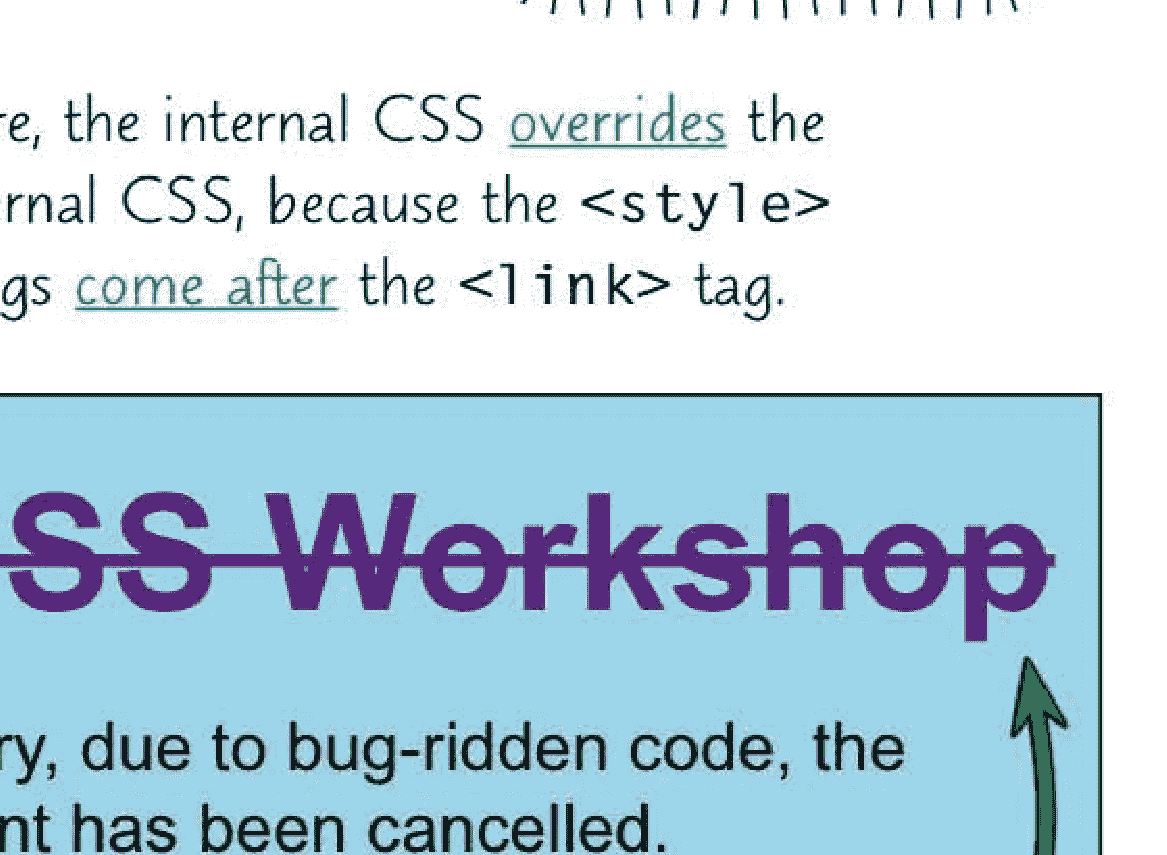 re, the internal CSS overrides the
rnal CSS, because the <style>
gs come after the <link> tag.
SS Workshop
ry, due to bug-ridden code, the
nt has been cancelled.